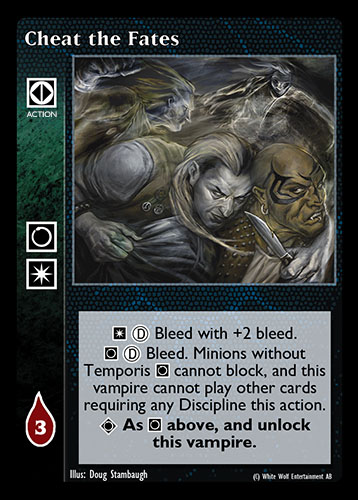 Cheat the Fates
ACTION
D Bleed with +2 bleed.
D Bleed. Minions without
Temporis cannot block, and this
vampire cannot play other cards
requiring any Discipline this action.
As above, and unlock
this vampire.
3
Illus: Doug Stambaugh (C) White Wolf Entertainment AB